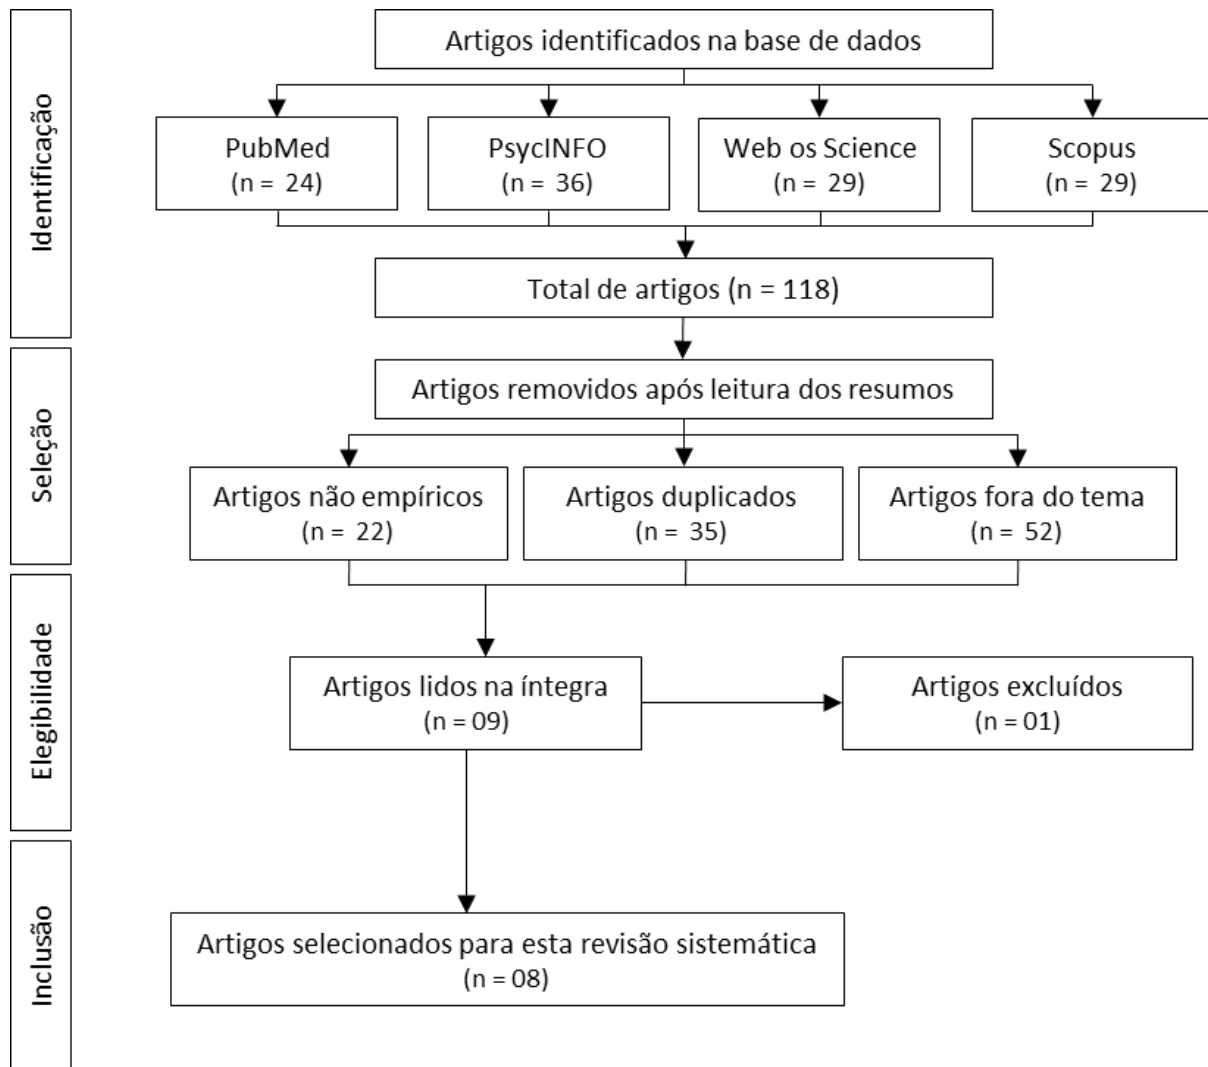 Identificação
Artigos identificados na base de dados
PubMed
(n = 24)
PsycINFO
(n = 36)
Web os Science
(n = 29)
Scopus
(n = 29)
Total de artigos (n = 118)
Seleção
Artigos removidos após leitura dos resumos
Artigos não empíricos
(n = 22)
Artigos duplicados
(n = 35)
Artigos fora do tema
(n = 52)
Elegibilidade
Artigos lidos na íntegra
(n = 09)
Artigos excluídos
(n = 01)
Inclusão
Artigos selecionados para esta revisão sistemática
(n = 08)